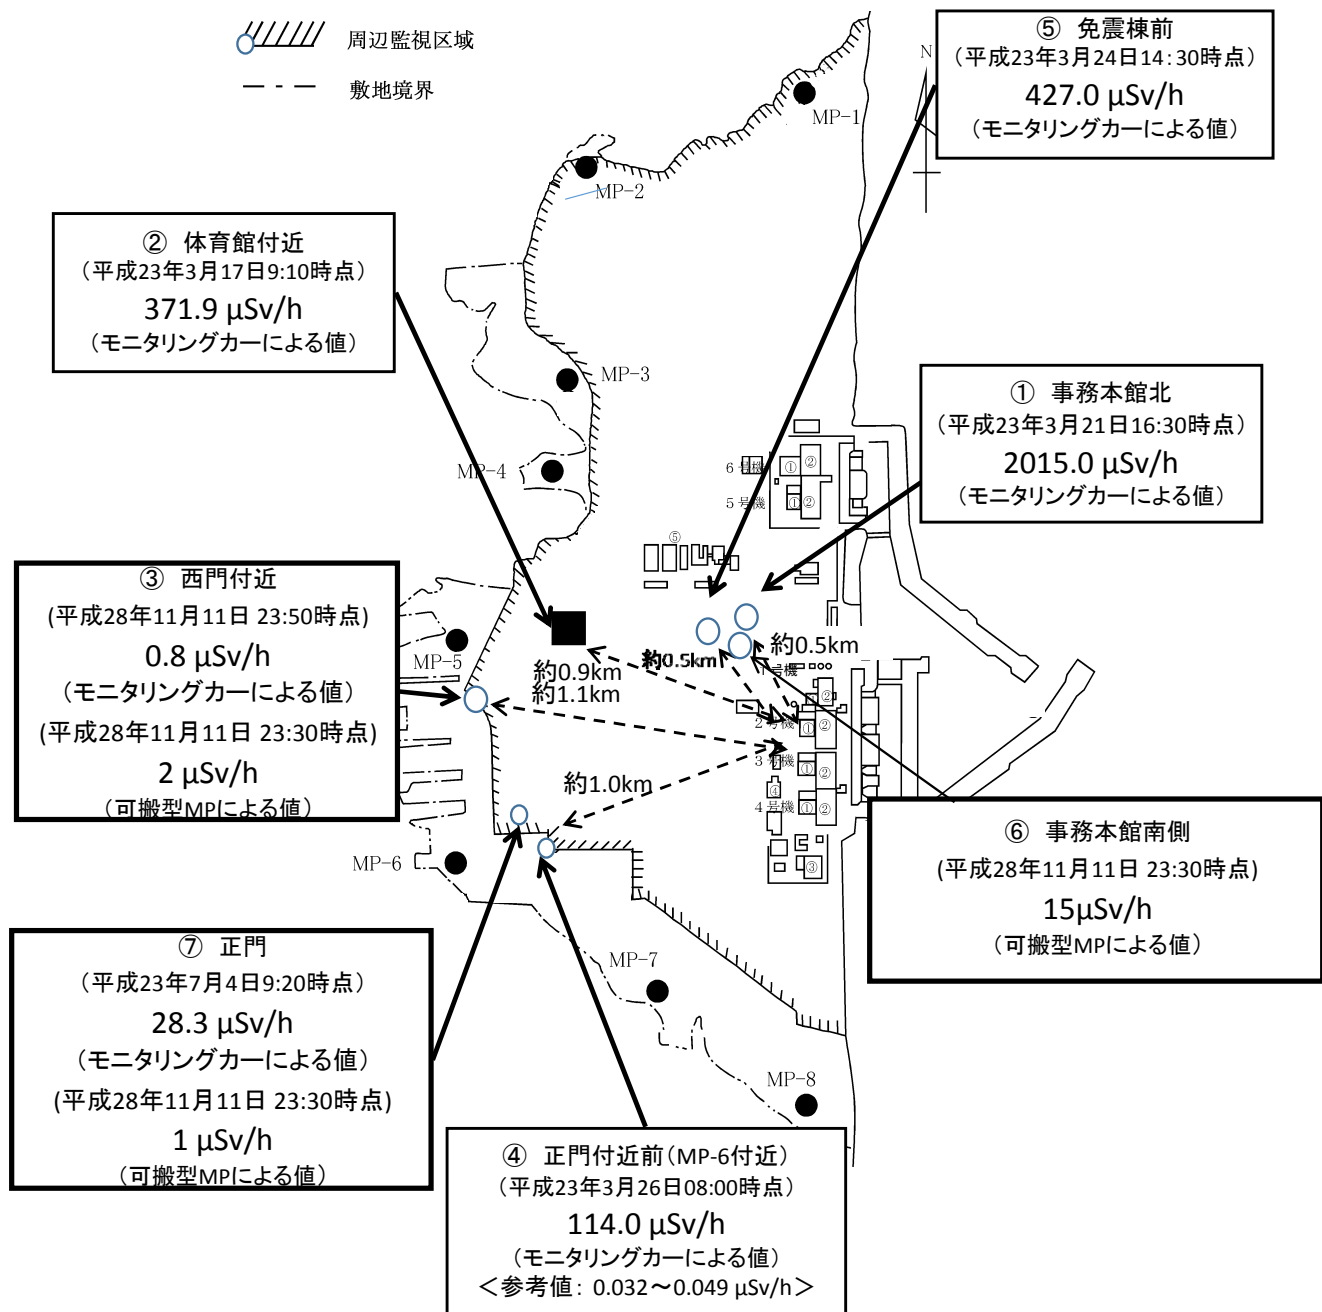 周辺監視区域
敷地境界
⑤ 免震棟前
(平成23年3月24日14:30時点)
427.0 μSv/h
(モニタリングカーによる値)
N
MP-1
MP-2
② 体育館付近
(平成23年3月17日9:10時点)
371.9 μSv/h
(モニタリングカーによる値)
MP-3
MP-4
① 事務本館北
(平成23年3月21日16:30時点)
2015.0 μSv/h
(モニタリングカーによる値)
6号機
①
②
5号機
①
②
⑤
③ 西門付近
(平成28年11月11日 23:50時点)
0.8 μSv/h
(モニタリングカーによる値)
(平成28年11月11日 23:30時点)
2 μSv/h
(可搬型MPによる値)
MP-5
約0.9km
約1.1km
約0.5km
約0.5km
1号機
②
2号機
①
②
3号機
①
②
④
4号機
①
②
③
約1.0km
MP-6
⑥ 事務本館南側
(平成28年11月11日 23:30時点)
15μSv/h
(可搬型MPによる値)
⑦ 正門
(平成23年7月4日9:20時点)
28.3 μSv/h
(モニタリングカーによる値)
(平成28年11月11日 23:30時点)
1 μSv/h
(可搬型MPによる値)
MP-7
MP-8
④ 正門付近前(MP-6付近)
(平成23年3月26日08:00時点)
114.0 μSv/h
(モニタリングカーによる値)
<参考値: 0.032~0.049 μSv/h>